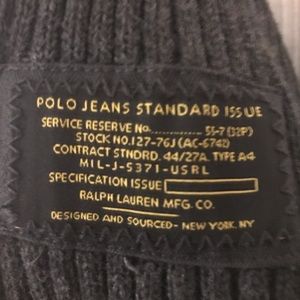 POLO JEANS STANDARD ISSUE
SERVICE RESERVE No. .............. 55-7 (32P)
STOCK NO. 127-76J (AC-6742)
CONTRACT STNDRD. 44/27A. TYPE A4
MIL-J-5371-USRL
SPECIFICATION ISSUE
RALPH LAUREN MFG. CO.
DESIGNED AND SOURCED- NEW YORK, NY